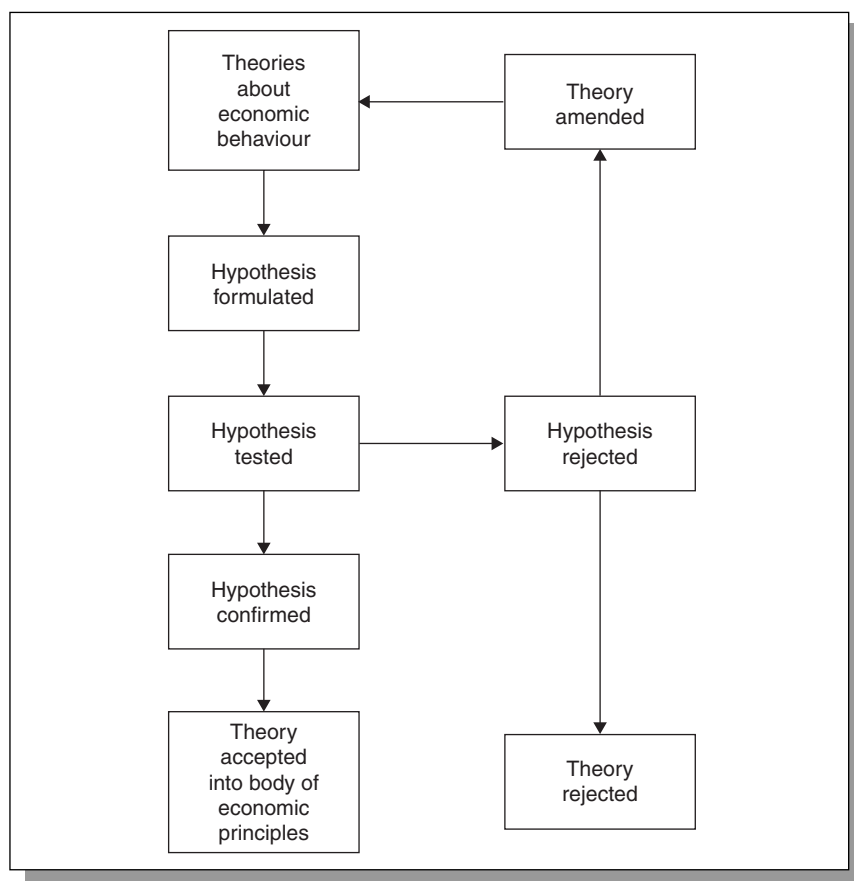 Theories
about
economic
behaviour
Theory
amended
Hypothesis
formulated
Hypothesis
tested
Hypothesis
rejected
Hypothesis
confirmed
Theory
accepted
into body of
economic
principles
Theory
rejected